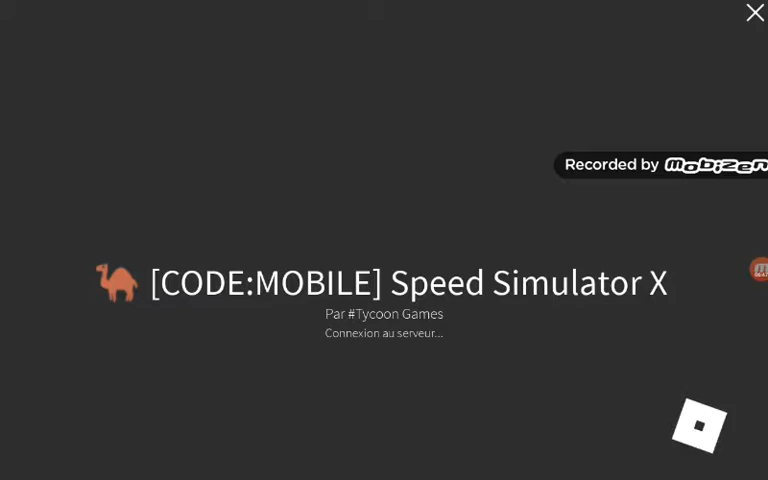 Recorded by mobizen
🐪 [CODE:MOBILE] Speed Simulator X
Par #Tycoon Games
Connexion au serveur...